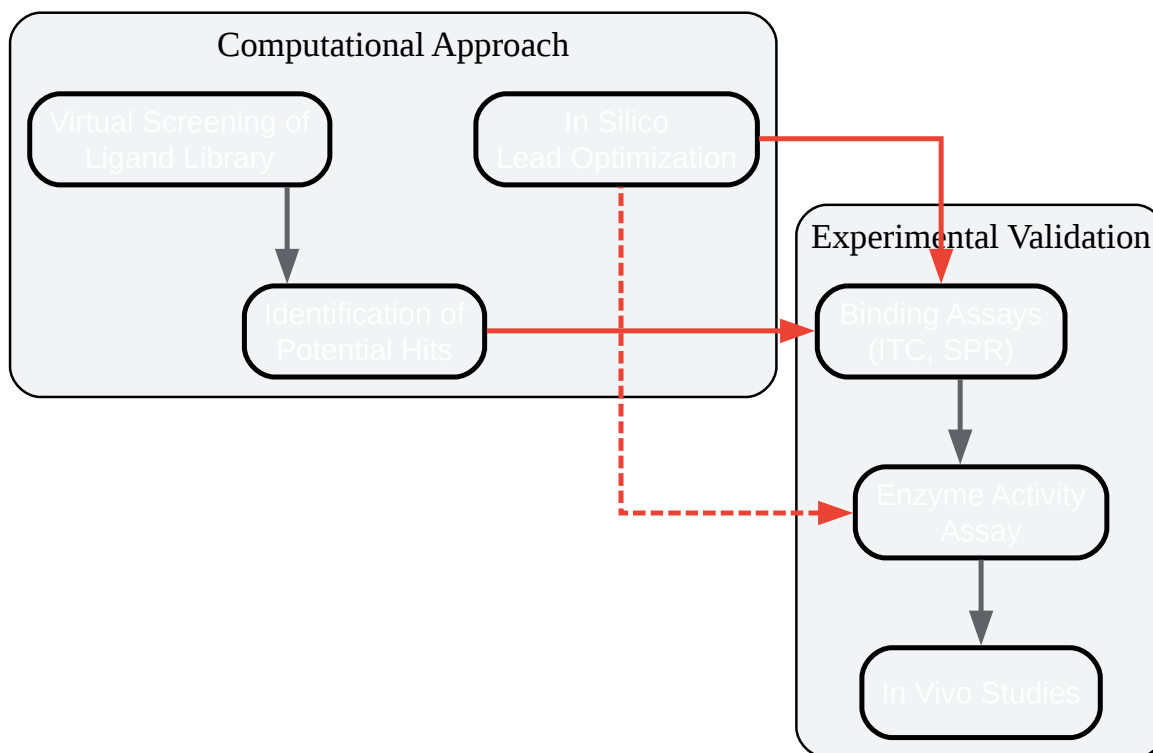 Computational Approach
Virtual Screening of
Ligand Library
In Silico
Lead Optimization
Identification of
Potential Hits
Experimental Validation
Binding Assays
(ITC, SPR)
Enzyme Activity
Assay
In Vivo Studies